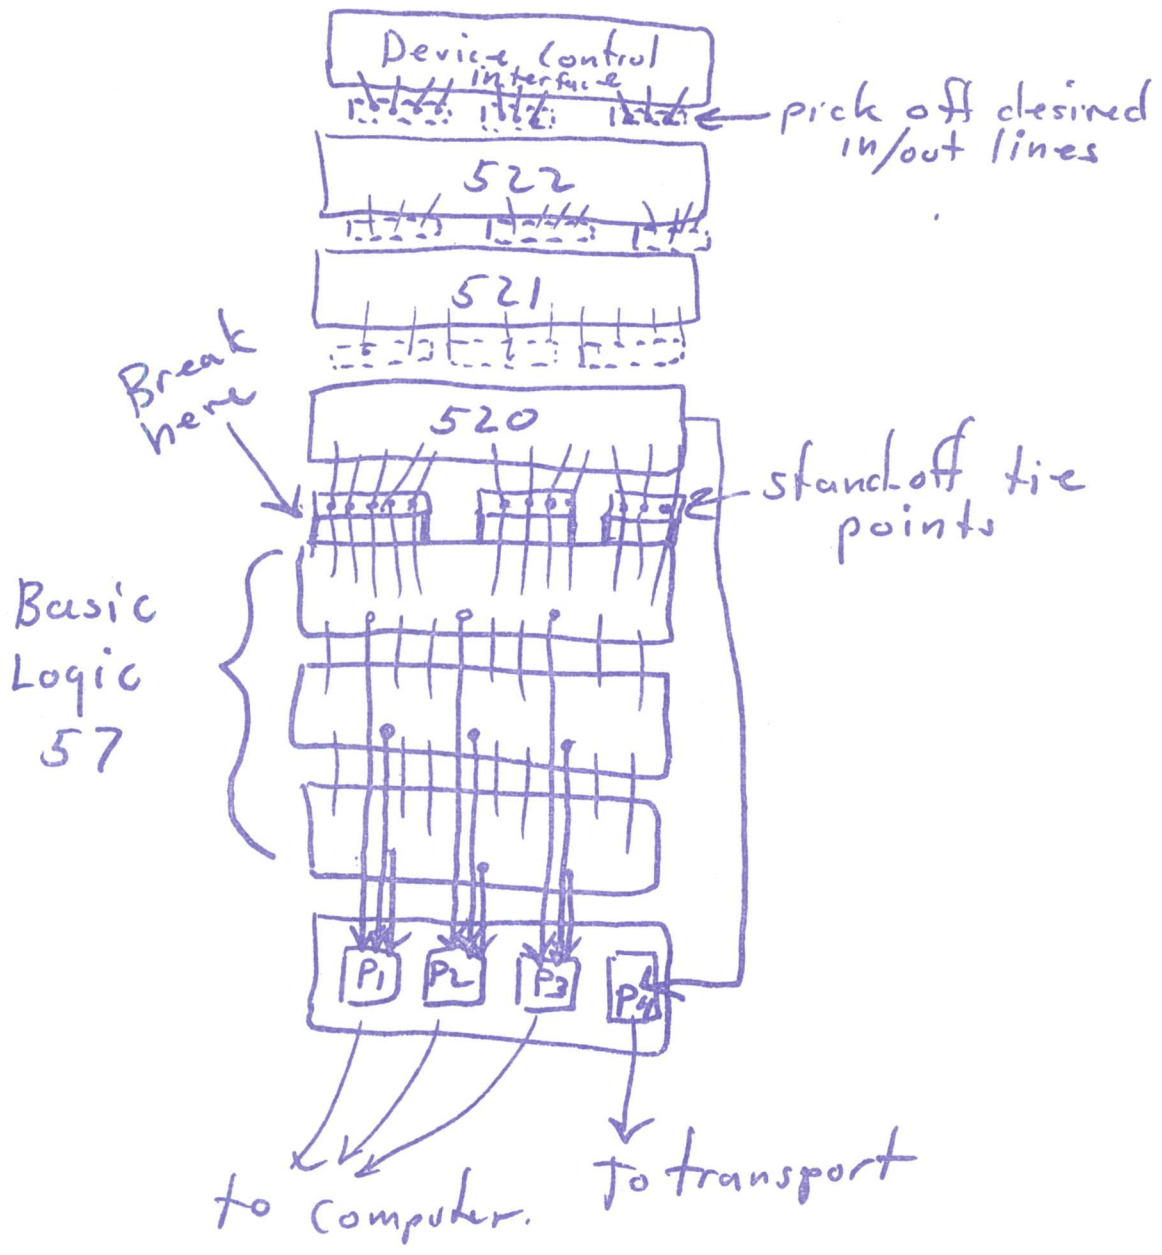 Device Control
interface
pick off desired
in/out lines
522
521
Break
here
520
standoff tie
points
Basic
Logic
57
P1
P2
P3
P4
to computer.
To transport